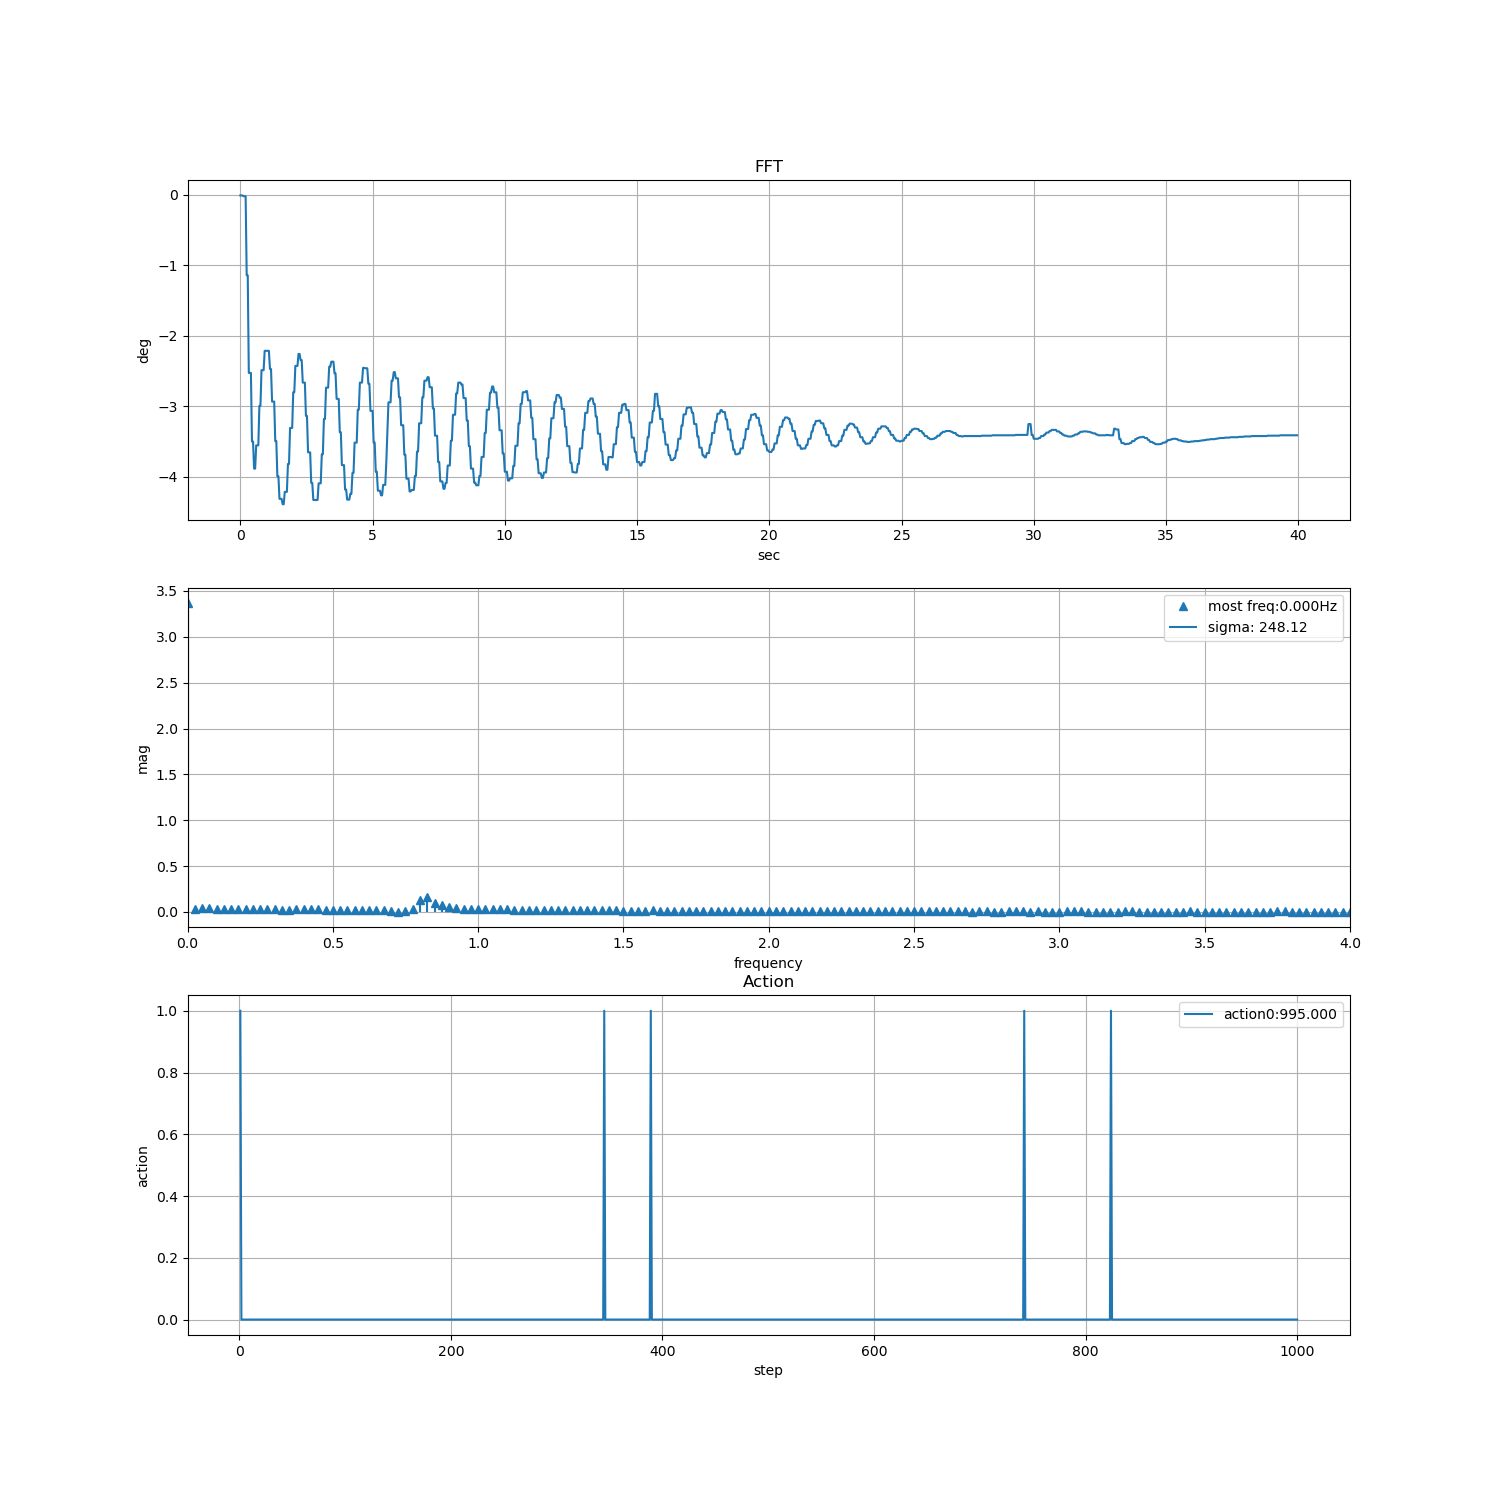 FFT
0
−1
−2
−3
−4
deg
0 5 10 15 20 25 30 35 40
sec
3.5
3.0
2.5
2.0
1.5
1.0
0.5
0.0
mag
most freq:0.000Hz
sigma: 248.12
0.0 0.5 1.0 1.5 2.0 2.5 3.0 3.5 4.0
frequency
Action
1.0
0.8
0.6
0.4
0.2
0.0
action
action0:995.000
0 200 400 600 800 1000
step